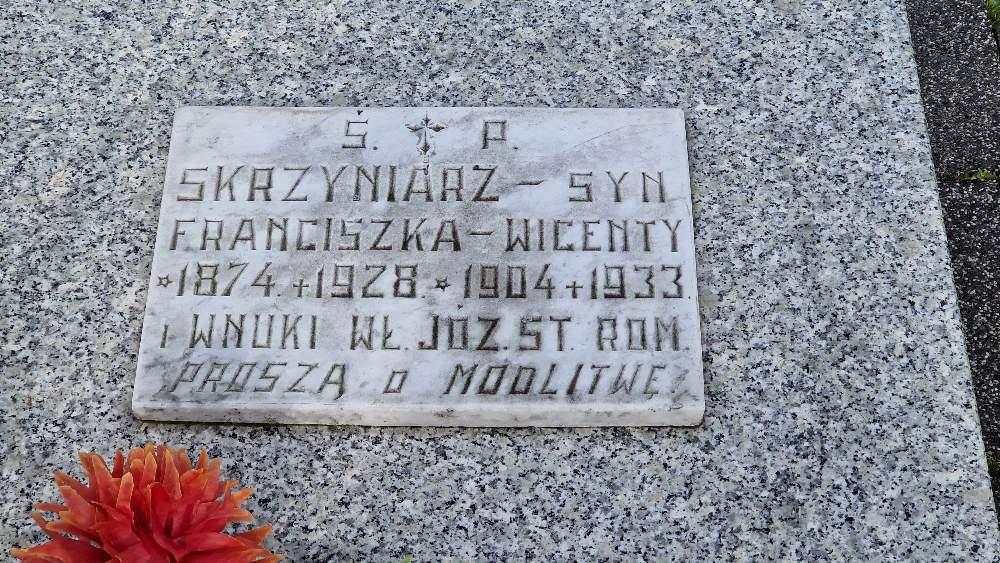 Ś. P.
SKRZYNIARZ - SYN
FRANCISZKA - WICENTY
*1874 +1928 *1904 +1933
i WNUKI WŁ. JÓZ. ST. ROM
PROSZĄ O MODLITWĘ